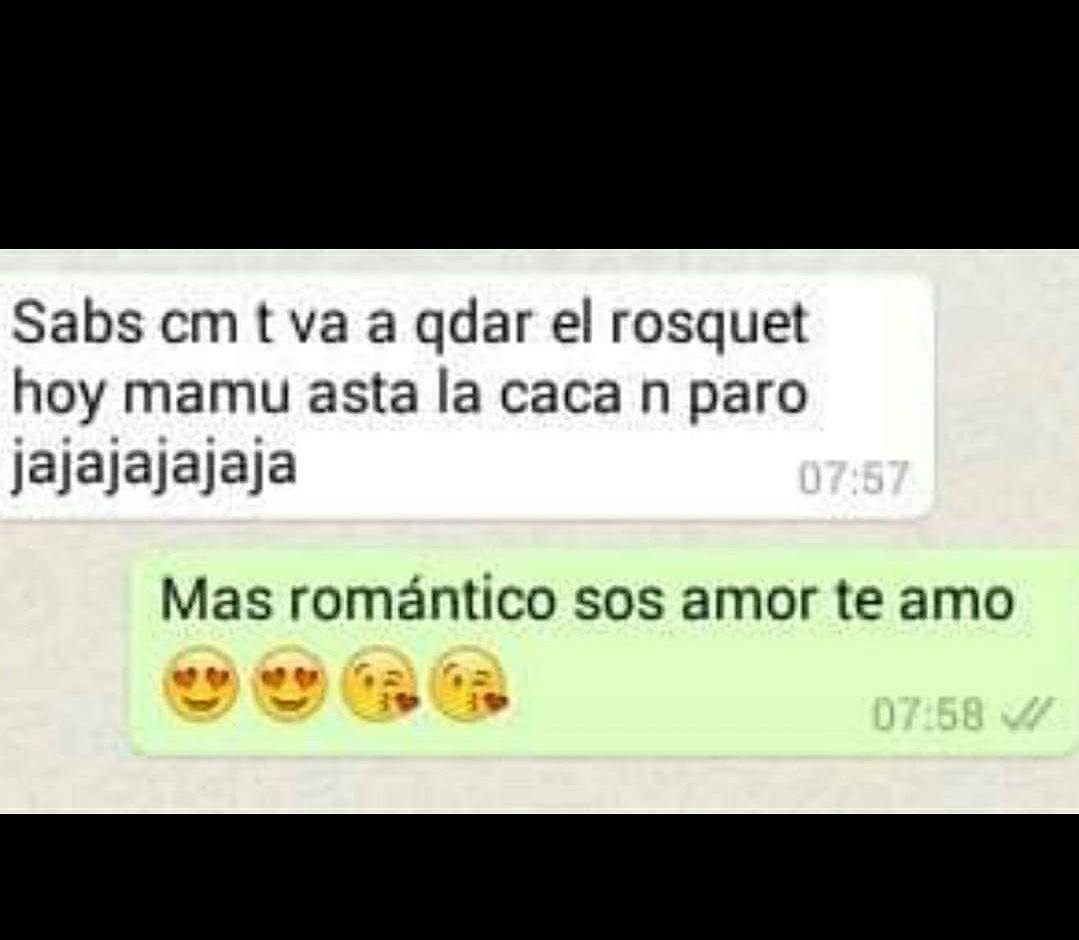 Sabs cm t va a qdar el rosquet
hoy mamu asta la caca n paro
jajajajajaja
07:57
Mas romántico sos amor te amo
😍😍😘😘
07:58